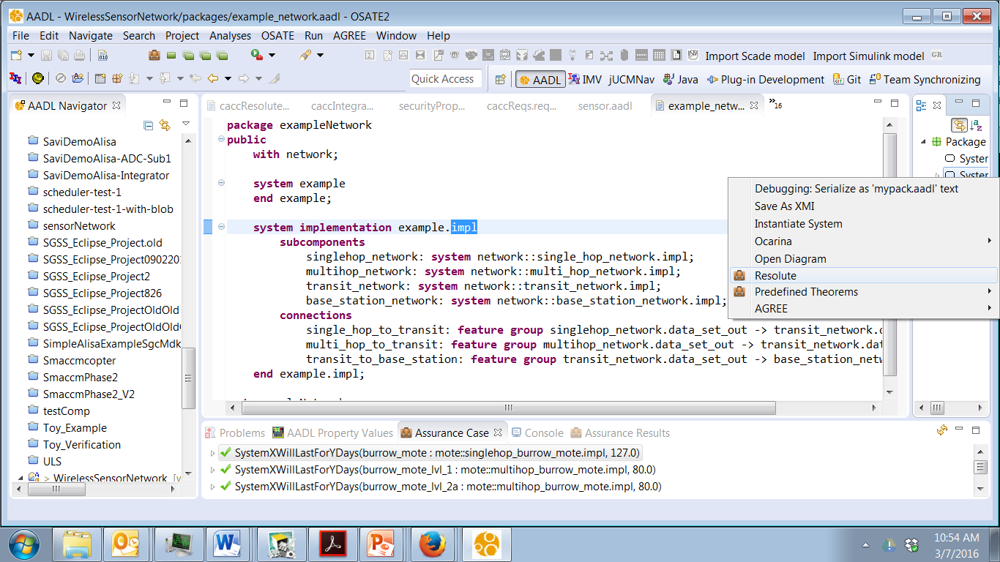 AADL - WirelessSensorNetwork/packages/example_network.aadl - OSATE2
File Edit Navigate Search Project Analyses OSATE Run AGREE Window Help
Import Scade model Import Simulink model GR
Quick Access AADL IMV jUCMNav Java Plug-in Development Git Team Synchronizing
AADL Navigator
SaviDemoAlisa
SaviDemoAlisa-ADC-Sub1
SaviDemoAlisa-Integrator
scheduler-test-1
scheduler-test-1-with-blob
sensorNetwork
SGSS_Eclipse_Project.old
SGSS_Eclipse_Project090220
SGSS_Eclipse_Project2
SGSS_Eclipse_Project826
SGSS_Eclipse_ProjectOldOld
SGSS_Eclipse_ProjectOldOld
SimpleAlisaExampleSgcMdk
Smaccmcopter
SmaccmPhase2
SmaccmPhase2_V2
testComp
Toy_Example
Toy_Verification
ULS
> WirelessSensorNetwork
caccResolute... caccIntegra... securityProp... caccReqs.req... sensor.aadl example_netw... »16
package exampleNetwork
public
with network;
system example
end example;
system implementation example.impl
subcomponents
singlehop_network: system network::single_hop_network.impl;
multihop_network: system network::multi_hop_network.impl;
transit_network: system network::transit_network.impl;
base_station_network: system network::base_station_network.impl;
connections
single_hop_to_transit: feature group singlehop_network.data_set_out -> transit_network.d
multi_hop_to_transit: feature group multihop_network.data_set_out -> transit_network.dat
transit_to_base_station: feature group transit_network.data_set_out -> base_station_netw
end example.impl;
Package
System
System
Debugging: Serialize as 'mypack.aadl' text
Save As XMI
Instantiate System
Ocarina
Open Diagram
Resolute
Predefined Theorems
AGREE
Problems AADL Property Values Assurance Case Console Assurance Results
SystemXWillLastForYDays(burrow_mote : mote::singlehop_burrow_mote.impl, 127.0)
SystemXWillLastForYDays(burrow_mote_lvl_1 : mote::multihop_burrow_mote.impl, 80.0)
SystemXWillLastForYDays(burrow_mote_lvl_2a : mote::multihop_burrow_mote.impl, 80.0)
10:54 AM
3/7/2016